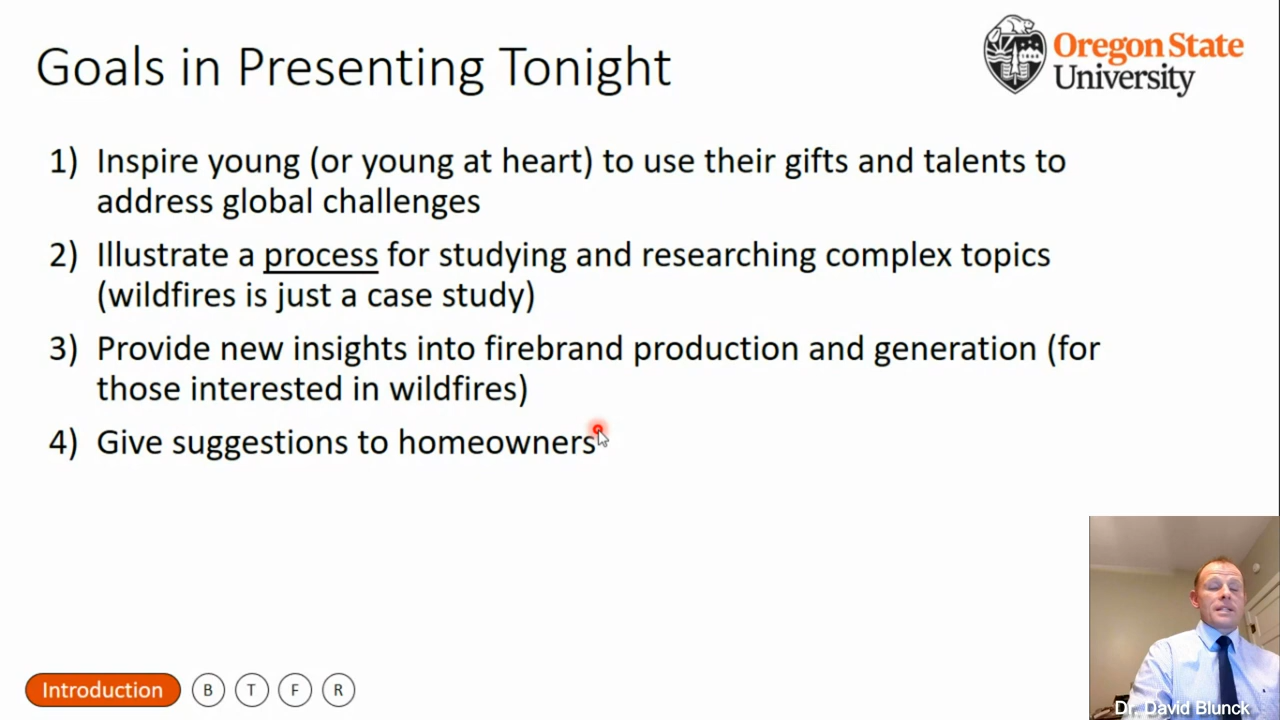 Goals in Presenting Tonight
Oregon State
University
1) Inspire young (or young at heart) to use their gifts and talents to
address global challenges
2) Illustrate a process for studying and researching complex topics
(wildfires is just a case study)
3) Provide new insights into firebrand production and generation (for
those interested in wildfires)
4) Give suggestions to homeowners
Dr. David Blunck
Introduction B T F R